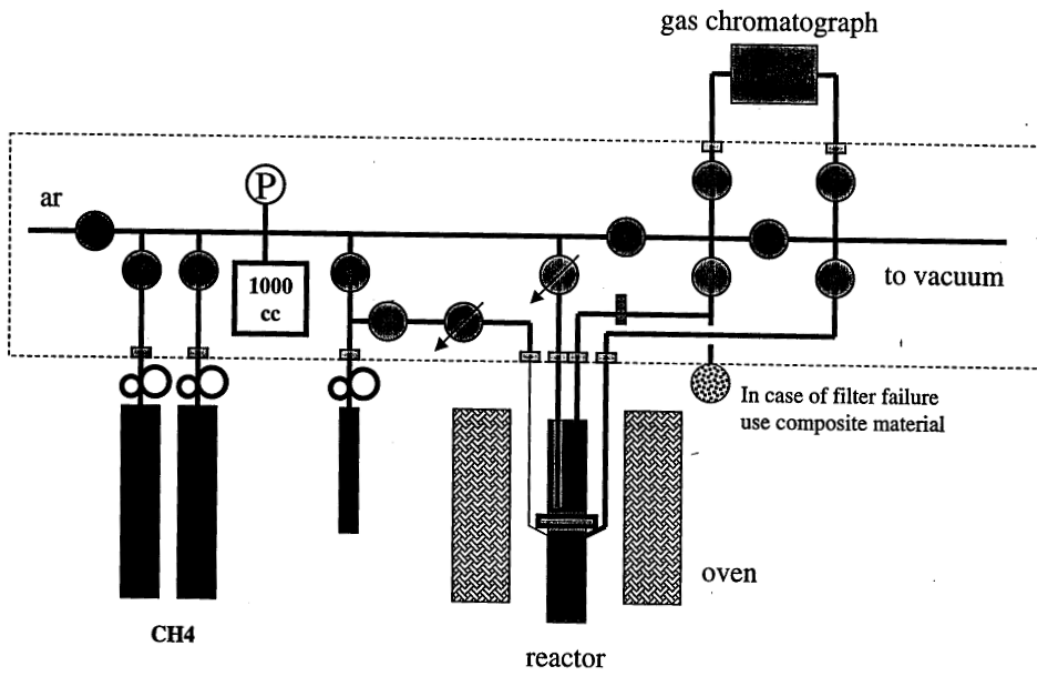 gas chromatograph
ar
P
1000
cc
to vacuum
In case of filter failure
use composite material
oven
CH4
reactor